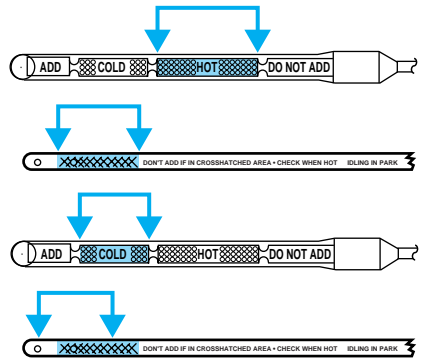 ADD COLD HOT DO NOT ADD
DON'T ADD IF IN CROSSHATCHED AREA • CHECK WHEN HOT IDLING IN PARK
ADD COLD HOT DO NOT ADD
DON'T ADD IF IN CROSSHATCHED AREA • CHECK WHEN HOT IDLING IN PARK